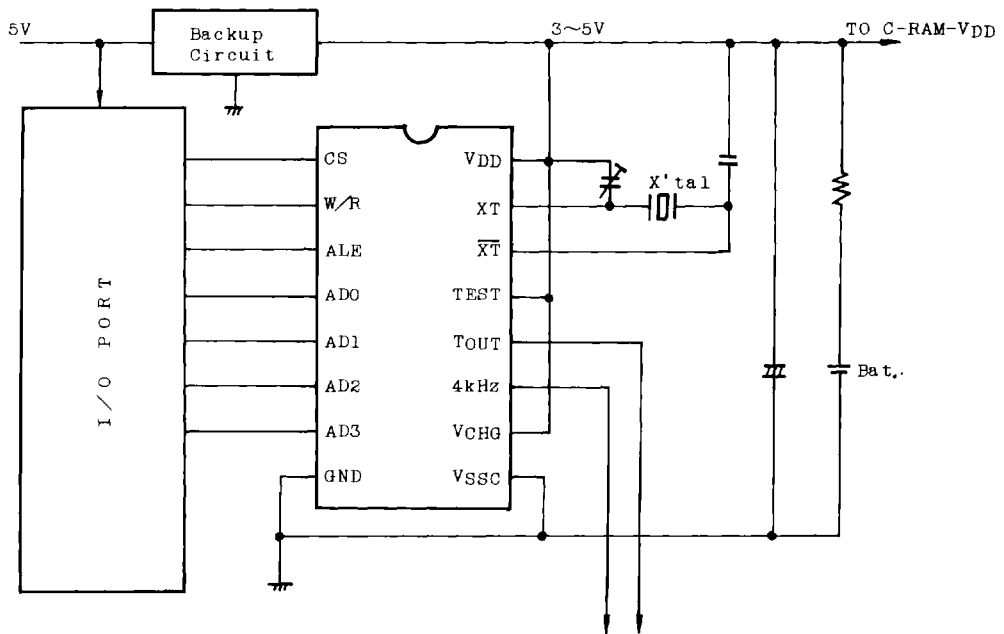 5V
Backup
Circuit
3~5V
TO C-RAM-VDD
I/O PORT
CS
W/R
ALE
AD0
AD1
AD2
AD3
GND
VDD
XT
X̅T̅
TEST
TOUT
4kHz
VCHG
VSSC
X'tal
Bat.